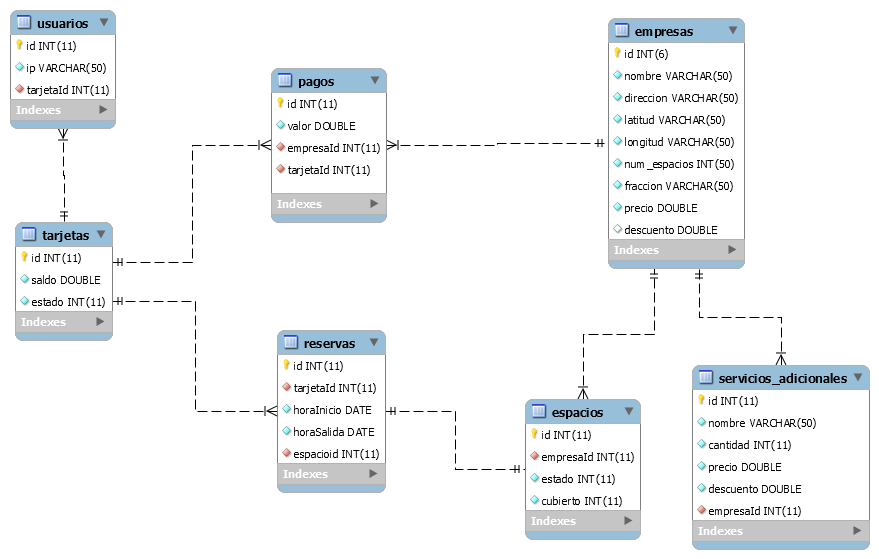 usuarios
id INT(11)
ip VARCHAR(50)
tarjetaId INT(11)
Indexes
pagos
id INT(11)
valor DOUBLE
empresaId INT(11)
tarjetaId INT(11)
Indexes
empresas
id INT(6)
nombre VARCHAR(50)
direccion VARCHAR(50)
latitud VARCHAR(50)
longitud VARCHAR(50)
num_espacios INT(50)
fraccion VARCHAR(50)
precio DOUBLE
descuento DOUBLE
Indexes
tarjetas
id INT(11)
saldo DOUBLE
estado INT(11)
Indexes
reservas
id INT(11)
tarjetaId INT(11)
horaInicio DATE
horaSalida DATE
espacioid INT(11)
Indexes
espacios
id INT(11)
empresaId INT(11)
estado INT(11)
cubierto INT(11)
Indexes
servicios_adicionales
id INT(11)
nombre VARCHAR(50)
cantidad INT(11)
precio DOUBLE
descuento DOUBLE
empresaId INT(11)
Indexes